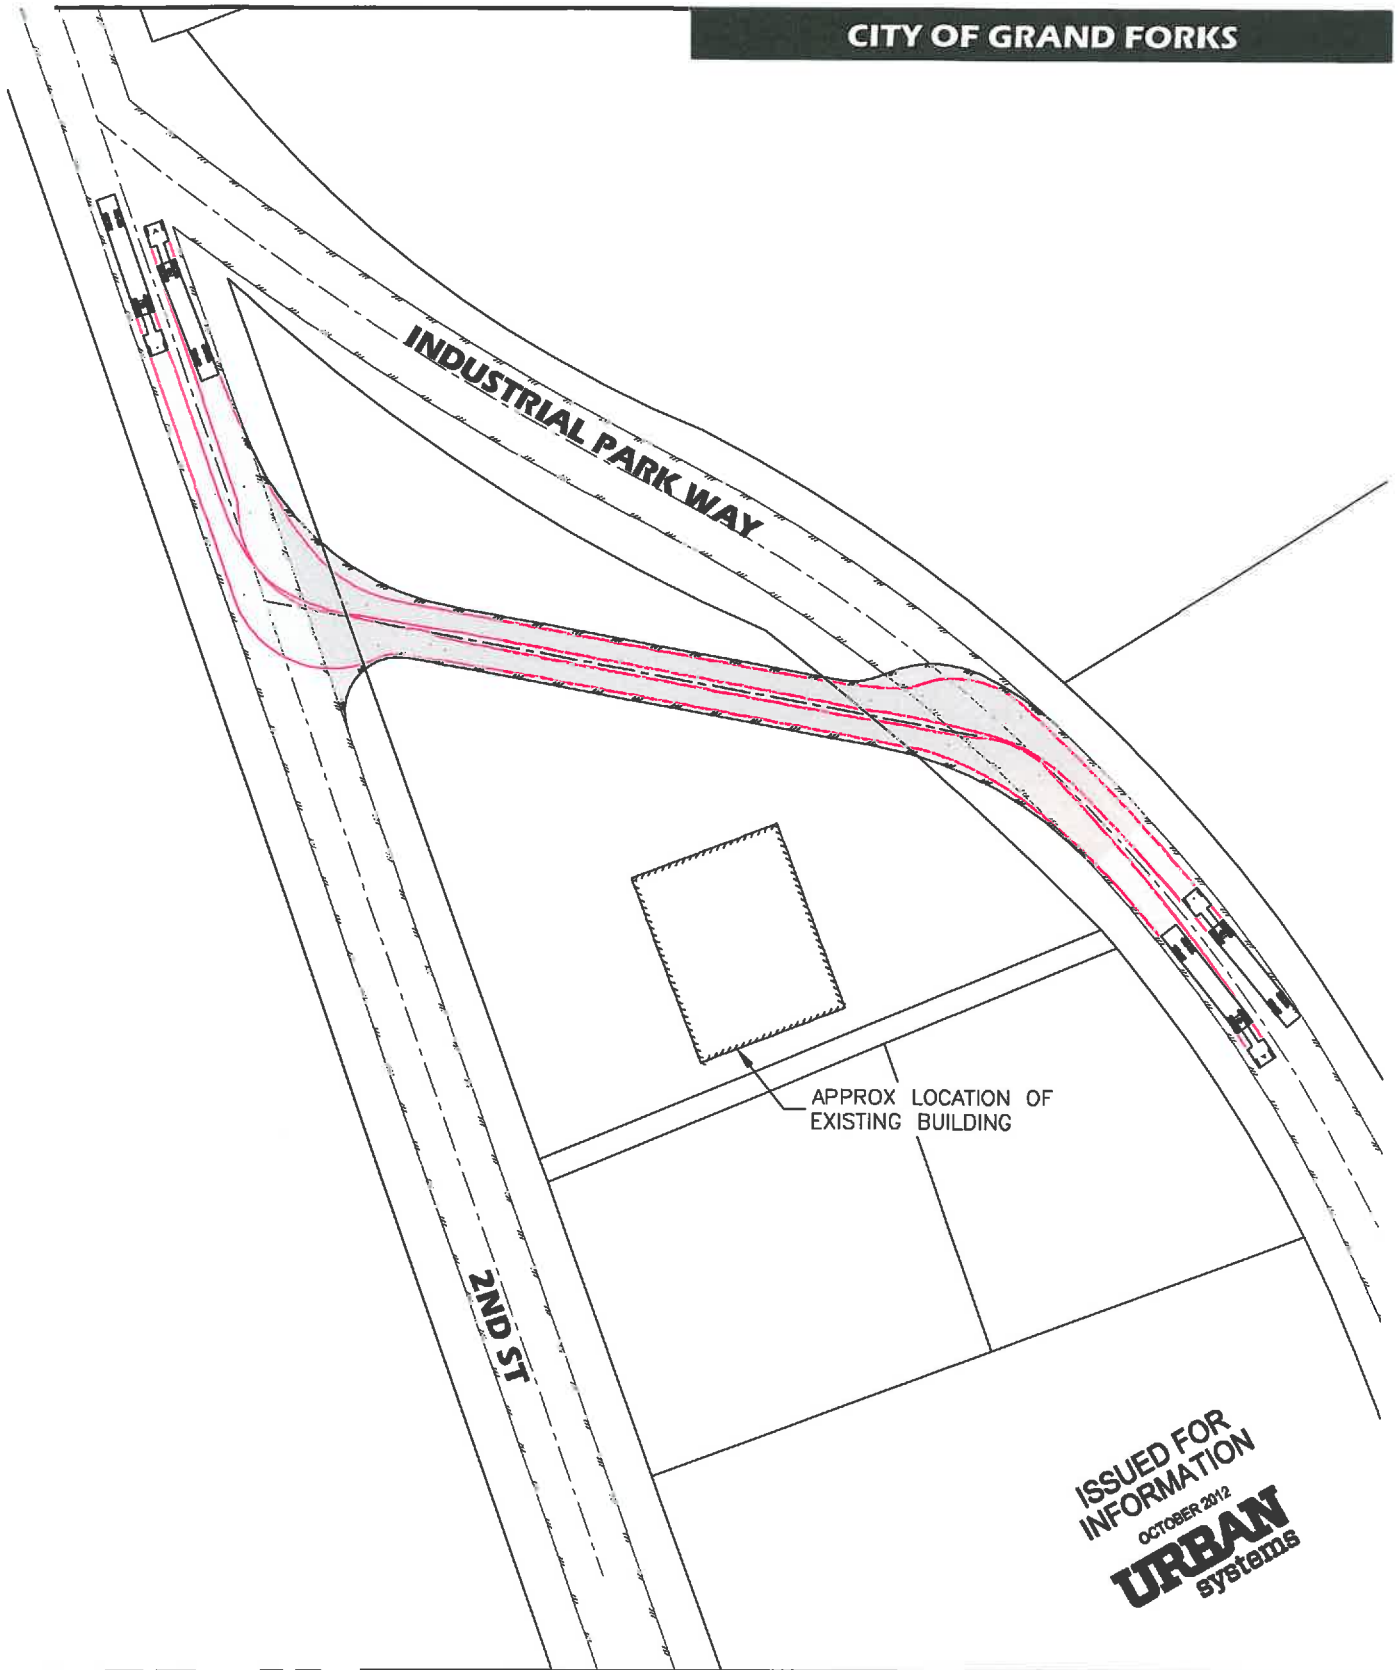 CITY OF GRAND FORKS
INDUSTRIAL PARK WAY
APPROX LOCATION OF
EXISTING BUILDING
2ND ST
ISSUED FOR
INFORMATION
OCTOBER 2012
URBAN
systems